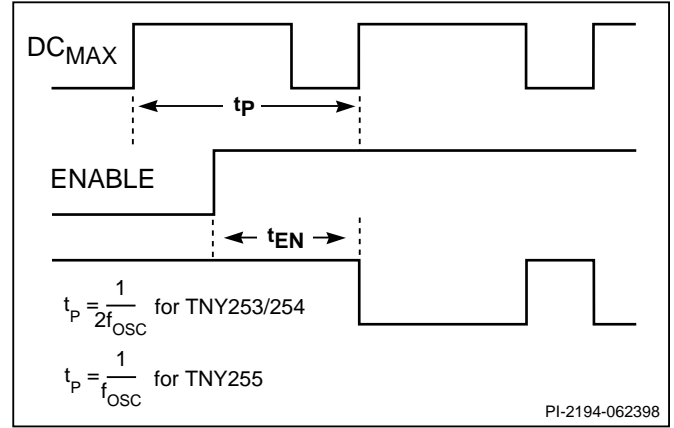 DCMAX
tP
ENABLE
tEN
tP = 1/2fOSC for TNY253/254
tP = 1/fOSC for TNY255
PI-2194-062398